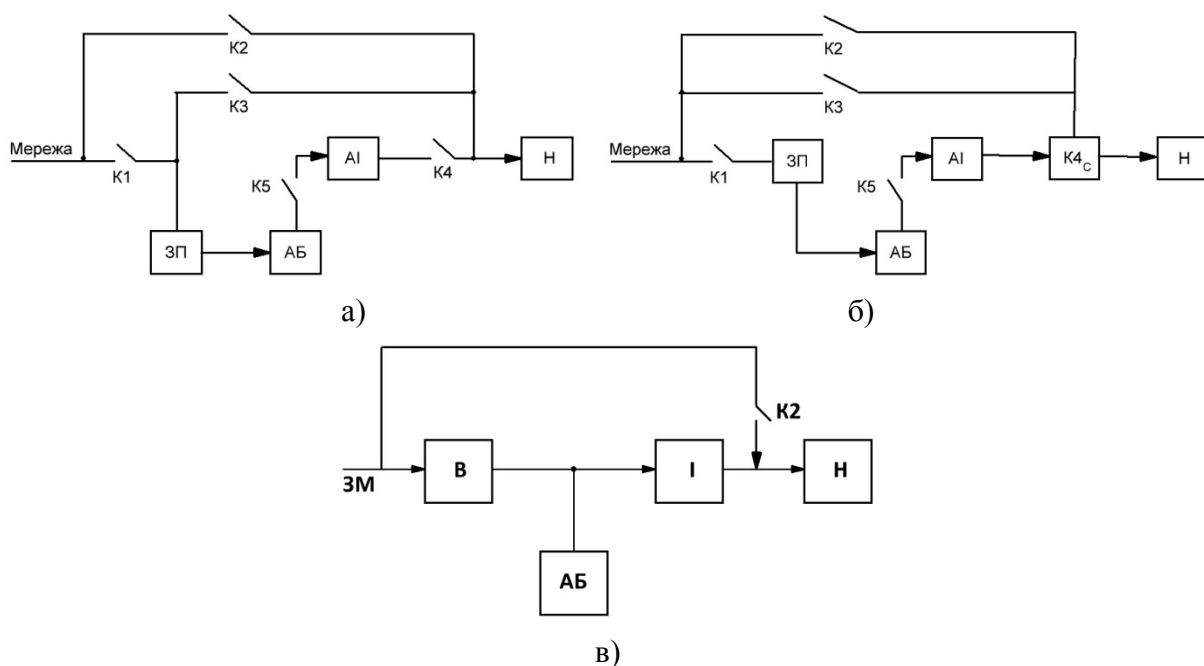 К2
К3
Мережа
К1
ЗП
АБ
К5
АІ
К4
Н
а)
К2
К3
Мережа
К1
ЗП
АБ
К5
АІ
К4С
Н
б)
К2
ЗМ
В
І
Н
АБ
в)